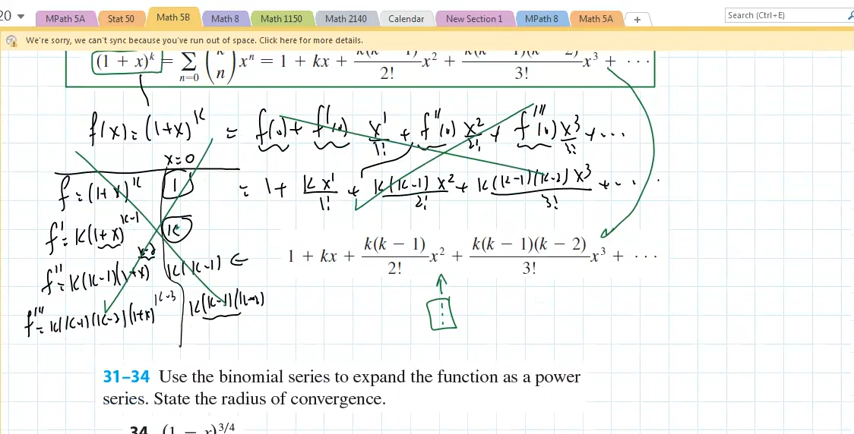 20 MPath 5A Stat 50 Math 5B Math 8 Math 1150 Math 2140 Calendar New Section 1 MPath 8 Math 5A + Search (Ctrl+E)
We're sorry, we can't sync because you've run out of space. Click here for more details.
(1 + x)^k = Σ n=0 (k n) x^n = 1 + kx + k(k − 1)/2! x^2 + k(k − 1)(k − 2)/3! x^3 + ···
f(x) = (1+x)^k = f(0) + f'(0) x^1/1! + f''(0) x^2/2! + f'''(0) x^3/1! + ...
x=0
f = (1+x)^k 1 = 1 + kx^1/1! + k(k-1)x^2/2! + k(k-1)(k-2)x^3/3! + ...
f' = k(1+x)^k-1 k
1 + kx + k(k − 1)/2! x^2 + k(k − 1)(k − 2)/3! x^3 + ···
f'' = k(k-1)(1+x)^k-2 k(k-1)
f''' = k(k-1)(k-2)(1+x)^k-3 k(k-1)(k-2)
31–34 Use the binomial series to expand the function as a power
series. State the radius of convergence.
34. (1 − x)^3/4